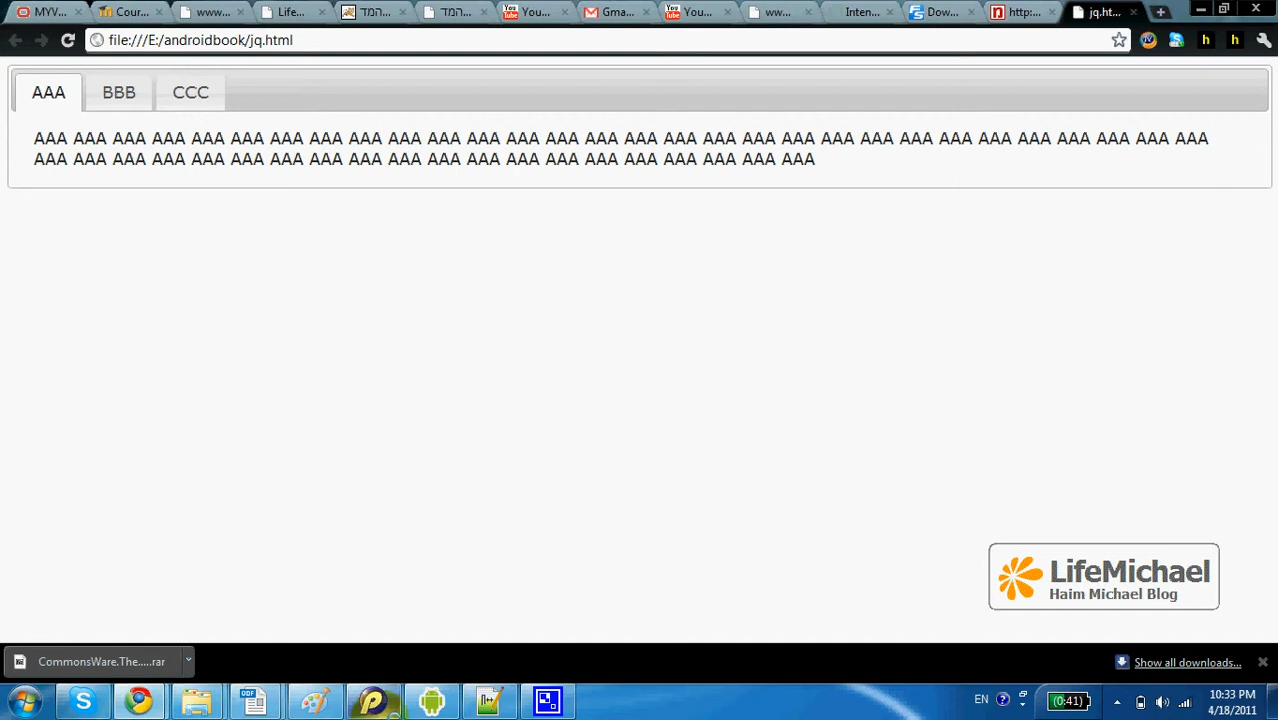 MYV... Cour... www... Life... המד... המד... You... Gma... You... ww... Inten... Dow... http:... jq.ht...
file:///E:/androidbook/jq.html
AAA BBB CCC
AAA AAA AAA AAA AAA AAA AAA AAA AAA AAA AAA AAA AAA AAA AAA AAA AAA AAA AAA AAA AAA AAA AAA AAA AAA AAA AAA AAA AAA AAA
AAA AAA AAA AAA AAA AAA AAA AAA AAA AAA AAA AAA AAA AAA AAA AAA AAA AAA AAA AAA
LifeMichael
Haim Michael Blog
CommonsWare.The.....rar
Show all downloads...
EN
(0:41)
10:33 PM
4/18/2011